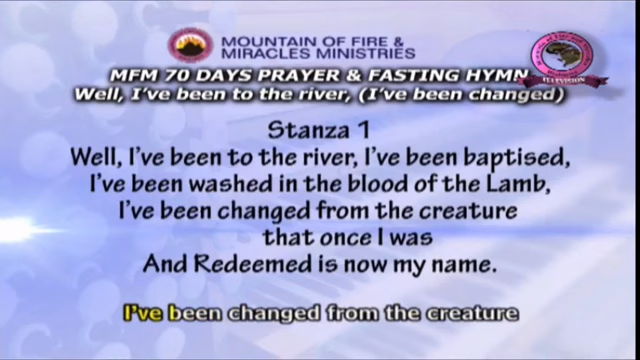 MOUNTAIN OF FIRE &
MIRACLES MINISTRIES
MFM 70 DAYS PRAYER & FASTING HYMN
Well, I've been to the river, (I've been changed)
TELEVISION
Stanza 1
Well, I've been to the river, I've been baptised,
I've been washed in the blood of the Lamb,
I've been changed from the creature
that once I was
And Redeemed is now my name.
I've been changed from the creature